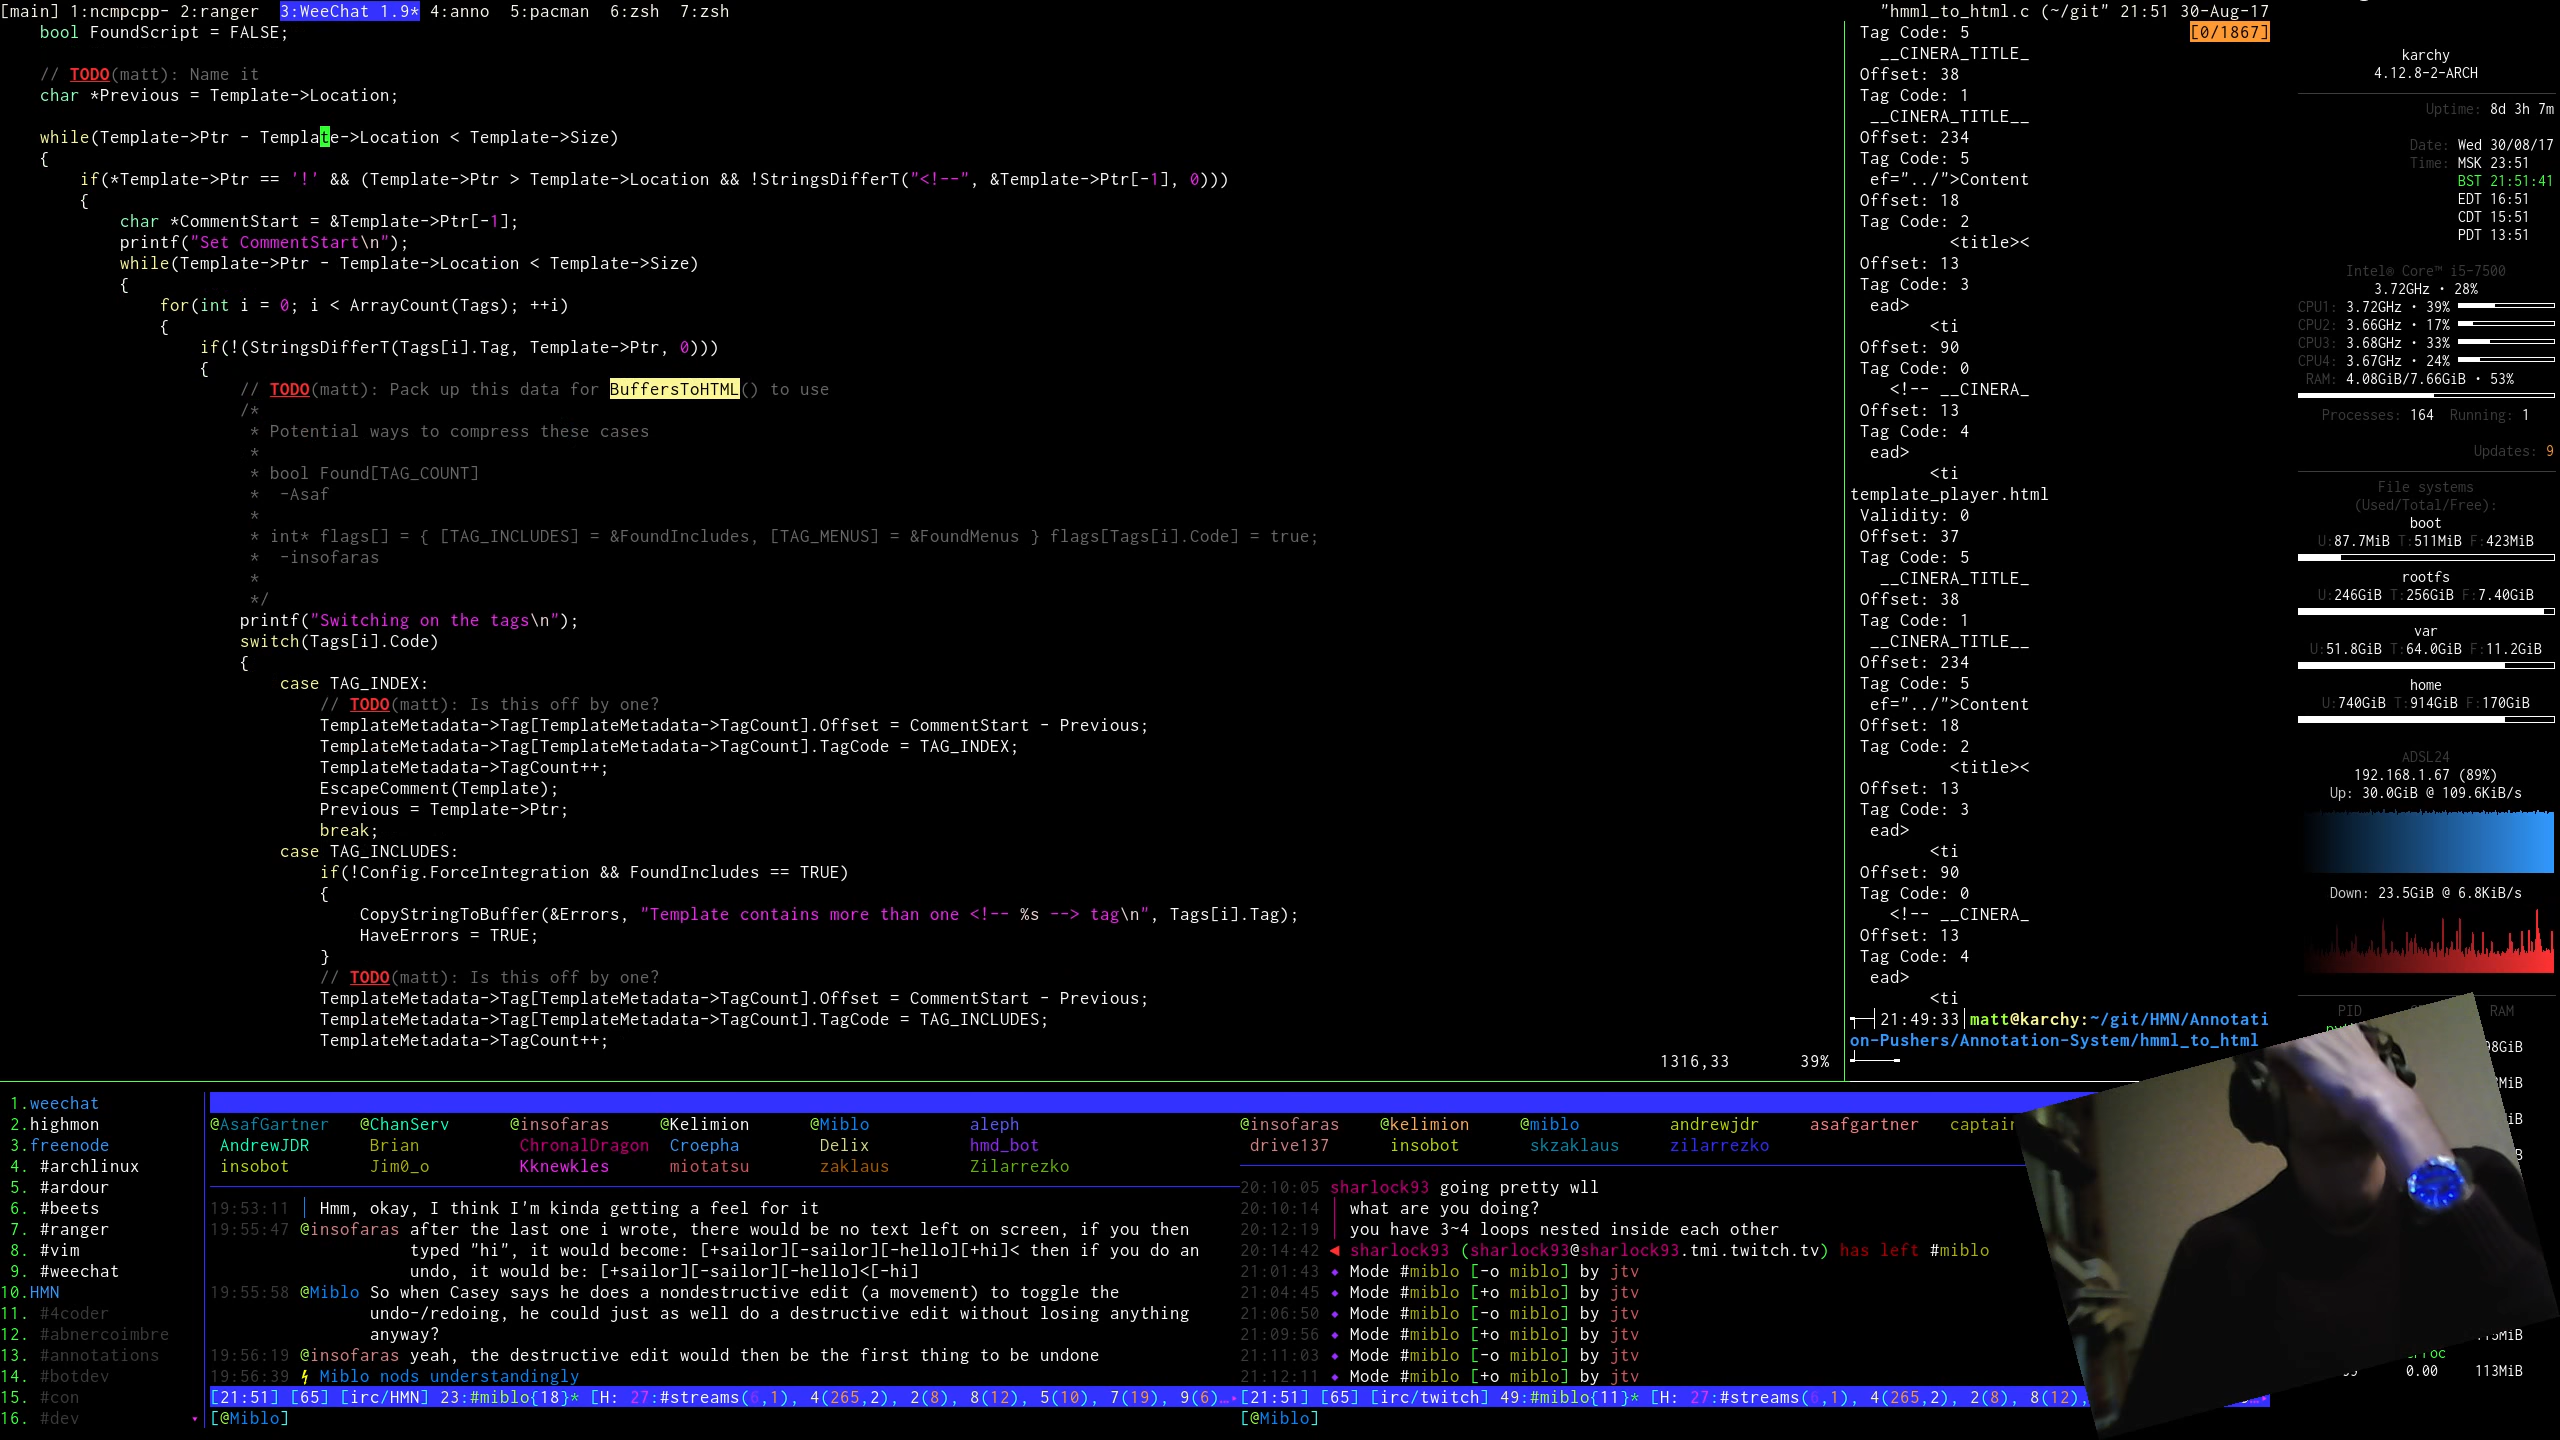 [main] 1:ncmpcpp- 2:ranger  3:WeeChat 1.9* 4:anno  5:pacman  6:zsh  7:zsh
"hmml_to_html.c (~/git" 21:51 30-Aug-17
bool FoundScript = FALSE;
// TODO(matt): Name it
char *Previous = Template->Location;
while(Template->Ptr - Template->Location < Template->Size)
{
if(*Template->Ptr == '!' && (Template->Ptr > Template->Location && !StringsDifferT("<!--", &Template->Ptr[-1], 0)))
{
char *CommentStart = &Template->Ptr[-1];
printf("Set CommentStart\n");
while(Template->Ptr - Template->Location < Template->Size)
{
for(int i = 0; i < ArrayCount(Tags); ++i)
{
if(!(StringsDifferT(Tags[i].Tag, Template->Ptr, 0)))
{
// TODO(matt): Pack up this data for BuffersToHTML() to use
/*
* Potential ways to compress these cases
*
* bool Found[TAG_COUNT]
*  -Asaf
*
* int* flags[] = { [TAG_INCLUDES] = &FoundIncludes, [TAG_MENUS] = &FoundMenus } flags[Tags[i].Code] = true;
*  -insofaras
*
*/
printf("Switching on the tags\n");
switch(Tags[i].Code)
{
case TAG_INDEX:
// TODO(matt): Is this off by one?
TemplateMetadata->Tag[TemplateMetadata->TagCount].Offset = CommentStart - Previous;
TemplateMetadata->Tag[TemplateMetadata->TagCount].TagCode = TAG_INDEX;
TemplateMetadata->TagCount++;
EscapeComment(Template);
Previous = Template->Ptr;
break;
case TAG_INCLUDES:
if(!Config.ForceIntegration && FoundIncludes == TRUE)
{
CopyStringToBuffer(&Errors, "Template contains more than one <!-- %s --> tag\n", Tags[i].Tag);
HaveErrors = TRUE;
}
// TODO(matt): Is this off by one?
TemplateMetadata->Tag[TemplateMetadata->TagCount].Offset = CommentStart - Previous;
TemplateMetadata->Tag[TemplateMetadata->TagCount].TagCode = TAG_INCLUDES;
TemplateMetadata->TagCount++;
1316,33       39%
Tag Code: 5
[0/1867]
__CINERA_TITLE_
Offset: 38
Tag Code: 1
__CINERA_TITLE__
Offset: 234
Tag Code: 5
ef="../">Content
Offset: 18
Tag Code: 2
<title><
Offset: 13
Tag Code: 3
ead>
<ti
Offset: 90
Tag Code: 0
<!-- __CINERA_
Offset: 13
Tag Code: 4
ead>
<ti
template_player.html
Validity: 0
Offset: 37
Tag Code: 5
__CINERA_TITLE_
Offset: 38
Tag Code: 1
__CINERA_TITLE__
Offset: 234
Tag Code: 5
ef="../">Content
Offset: 18
Tag Code: 2
<title><
Offset: 13
Tag Code: 3
ead>
<ti
Offset: 90
Tag Code: 0
<!-- __CINERA_
Offset: 13
Tag Code: 4
ead>
<ti
21:49:33 matt@karchy:~/git/HMN/Annotati
on-Pushers/Annotation-System/hmml_to_html
karchy
4.12.8-2-ARCH
Uptime: 8d 3h 7m
Date: Wed 30/08/17
Time: MSK 23:51
BST 21:51:41
EDT 16:51
CDT 15:51
PDT 13:51
Intel® Core™ i5-7500
3.72GHz • 28%
CPU1: 3.72GHz • 39%
CPU2: 3.66GHz • 17%
CPU3: 3.68GHz • 33%
CPU4: 3.67GHz • 24%
RAM: 4.08GiB/7.66GiB • 53%
Processes: 164  Running: 1
Updates: 9
File systems
(Used/Total/Free):
boot
U:87.7MiB T:511MiB F:423MiB
rootfs
U:246GiB T:256GiB F:7.40GiB
var
U:51.8GiB T:64.0GiB F:11.2GiB
home
U:740GiB T:914GiB F:170GiB
ADSL24
192.168.1.67 (89%)
Up: 30.0GiB @ 109.6KiB/s
Down: 23.5GiB @ 6.8KiB/s
PID RAM
0.00 113MiB
1.weechat
2.highmon
3.freenode
4. #archlinux
5. #ardour
6. #beets
7. #ranger
8. #vim
9. #weechat
10.HMN
11. #4coder
12. #abnercoimbre
13. #annotations
14. #botdev
15. #con
16. #dev
@AsafGartner @ChanServ @insofaras @Kelimion @Miblo aleph
AndrewJDR Brian ChronalDragon Croepha Delix hmd_bot
insobot Jim0_o Kknewkles miotatsu zaklaus Zilarrezko
19:53:11 Hmm, okay, I think I'm kinda getting a feel for it
19:55:47 @insofaras after the last one i wrote, there would be no text left on screen, if you then
typed "hi", it would become: [+sailor][-sailor][-hello][+hi]< then if you do an
undo, it would be: [+sailor][-sailor][-hello]<[-hi]
19:55:58 @Miblo So when Casey says he does a nondestructive edit (a movement) to toggle the
undo-/redoing, he could just as well do a destructive edit without losing anything
anyway?
19:56:19 @insofaras yeah, the destructive edit would then be the first thing to be undone
19:56:39 Miblo nods understandingly
[21:51] [65] [irc/HMN] 23:#miblo{18}* [H: 27:#streams(6,1), 4(265,2), 2(8), 8(12), 5(10), 7(19), 9(6)…
[@Miblo]
@insofaras @kelimion @miblo andrewjdr asafgartner captain
drive137 insobot skzaklaus zilarrezko
20:10:05 sharlock93 going pretty wll
20:10:14 what are you doing?
20:12:19 you have 3~4 loops nested inside each other
20:14:42 sharlock93 (sharlock93@sharlock93.tmi.twitch.tv) has left #miblo
21:01:43 Mode #miblo [-o miblo] by jtv
21:04:45 Mode #miblo [+o miblo] by jtv
21:06:50 Mode #miblo [-o miblo] by jtv
21:09:56 Mode #miblo [+o miblo] by jtv
21:11:03 Mode #miblo [-o miblo] by jtv
21:12:11 Mode #miblo [+o miblo] by jtv
[21:51] [65] [irc/twitch] 49:#miblo{11}* [H: 27:#streams(6,1), 4(265,2), 2(8), 8(12),
[@Miblo]